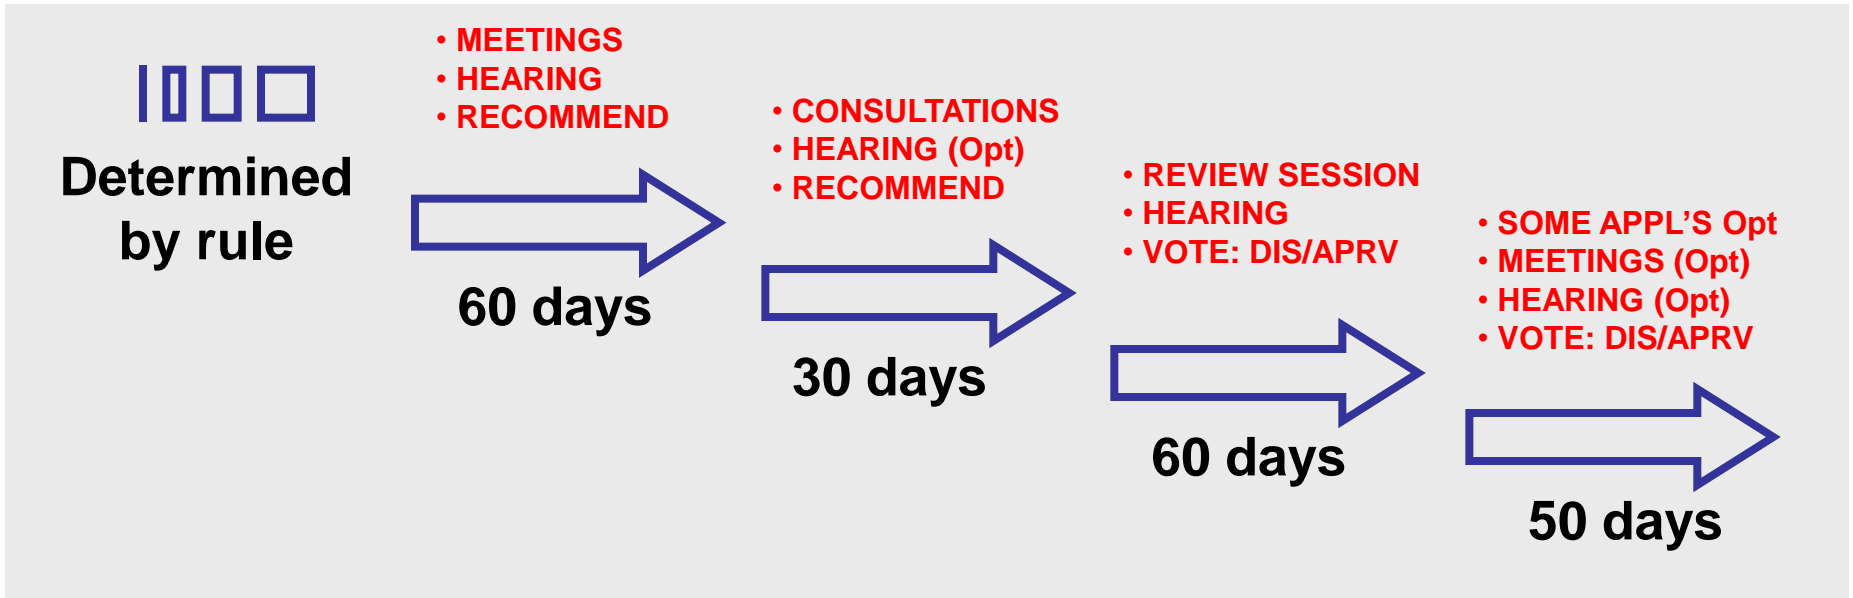 Determined
by rule
• MEETINGS
• HEARING
• RECOMMEND
60 days
• CONSULTATIONS
• HEARING (Opt)
• RECOMMEND
30 days
• REVIEW SESSION
• HEARING
• VOTE: DIS/APRV
60 days
• SOME APPL’S Opt
• MEETINGS (Opt)
• HEARING (Opt)
• VOTE: DIS/APRV
50 days